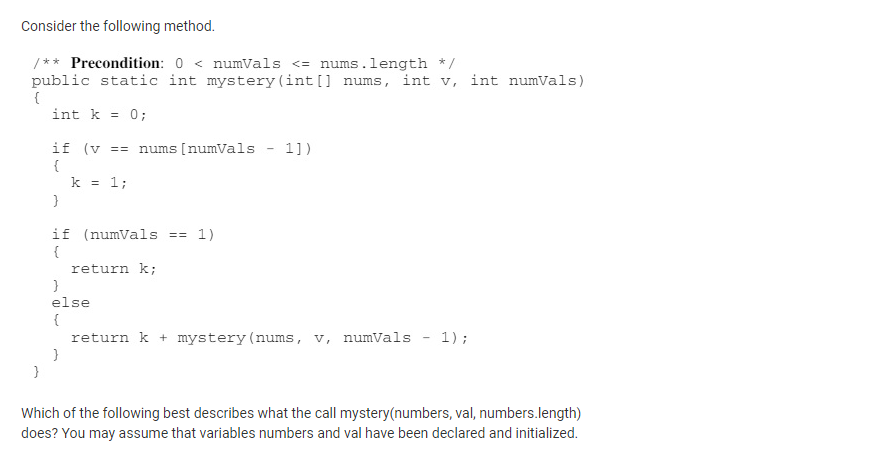 Consider the following method.
/** Precondition: 0 < numVals <= nums.length */
public static int mystery(int[] nums, int v, int numVals)
{
int k = 0;
if (v == nums[numVals - 1])
{
k = 1;
}
if (numVals == 1)
{
return k;
}
else
{
return k + mystery(nums, v, numVals - 1);
}
}
Which of the following best describes what the call mystery(numbers, val, numbers.length)
does? You may assume that variables numbers and val have been declared and initialized.